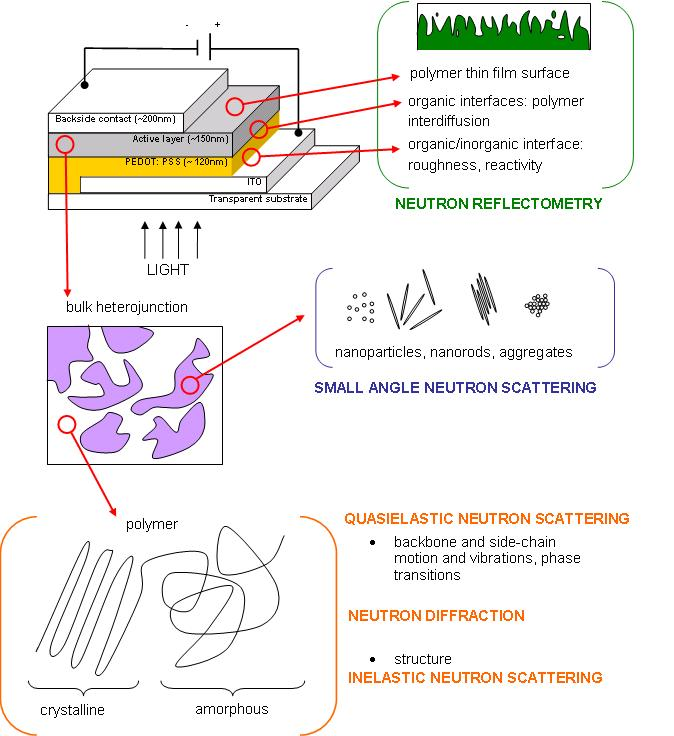 - +
Backside contact (~200nm)
Active layer (~150nm)
PEDOT: PSS (~ 120nm)
ITO
Transparent substrate
LIGHT
polymer thin film surface
organic interfaces: polymer
interdiffusion
organic/inorganic interface:
roughness, reactivity
NEUTRON REFLECTOMETRY
bulk heterojunction
nanoparticles, nanorods, aggregates
SMALL ANGLE NEUTRON SCATTERING
polymer
crystalline
amorphous
QUASIELASTIC NEUTRON SCATTERING
• backbone and side-chain
motion and vibrations, phase
transitions
NEUTRON DIFFRACTION
• structure
INELASTIC NEUTRON SCATTERING